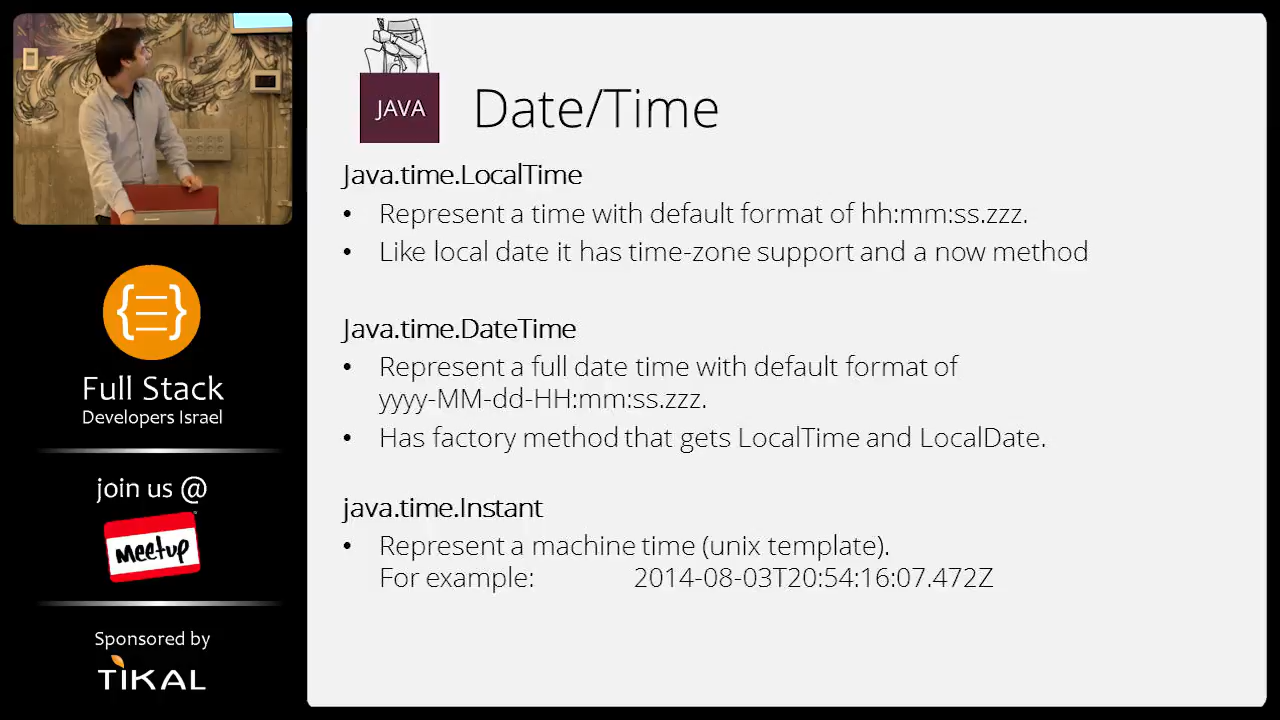 JAVA
Date/Time
Java.time.LocalTime
• Represent a time with default format of hh:mm:ss.zzz.
• Like local date it has time-zone support and a now method
Java.time.DateTime
• Represent a full date time with default format of
yyyy-MM-dd-HH:mm:ss.zzz.
• Has factory method that gets LocalTime and LocalDate.
java.time.Instant
• Represent a machine time (unix template).
For example: 2014-08-03T20:54:16:07.472Z
{ }
Full Stack
Developers Israel
join us @
meetup
Sponsored by
TIKAL